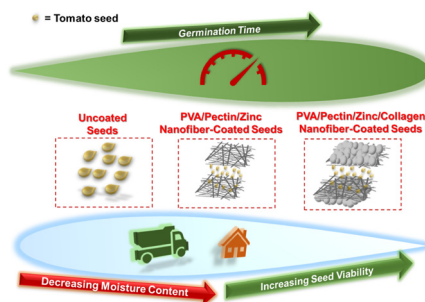 = Tomato seed
Germination Time
Uncoated
Seeds
PVA/Pectin/Zinc
Nanofiber-Coated Seeds
PVA/Pectin/Zinc/Collagen
Nanofiber-Coated Seeds
Decreasing Moisture Content
Increasing Seed Viability